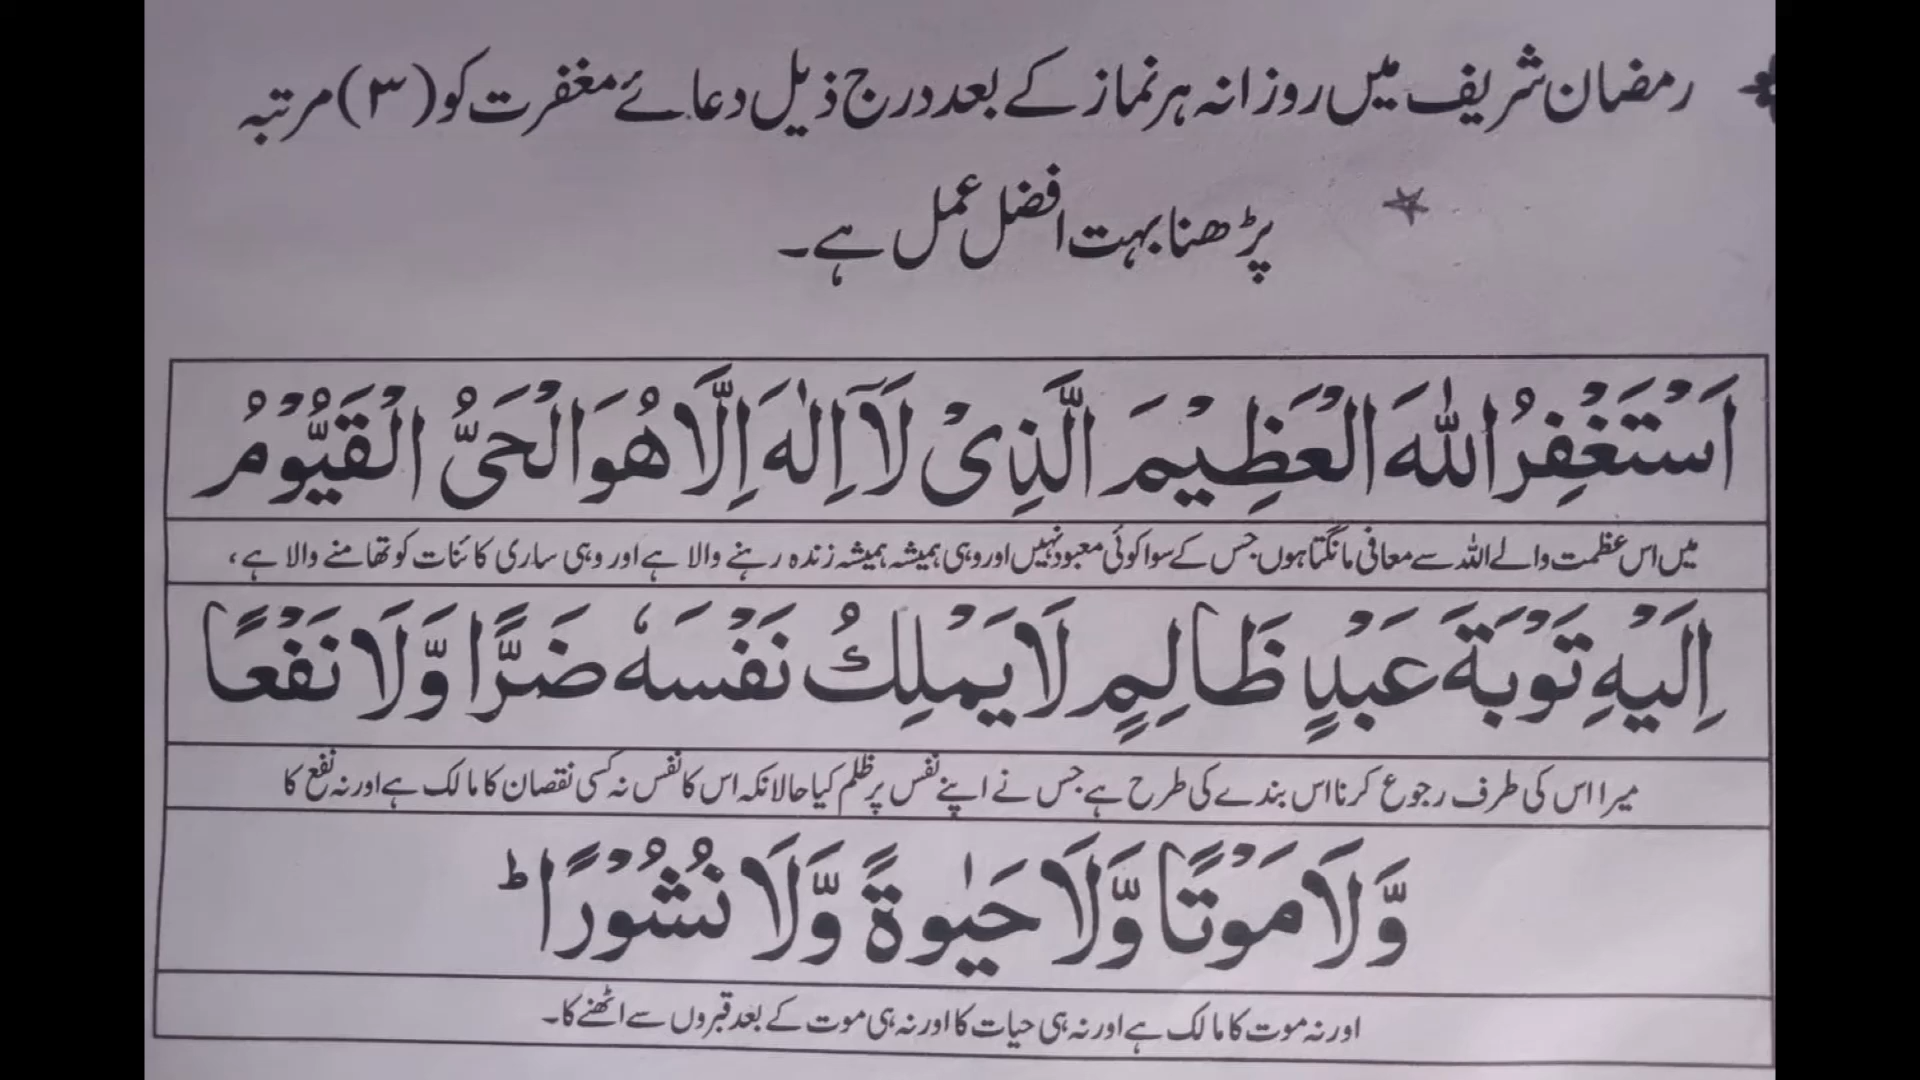 رمضان شریف میں روزانہ ہر نماز کے بعد درج ذیل دعائے مغفرت کو (۳) مرتبہ
پڑھنا بہت افضل عمل ہے۔
اَسْتَغْفِرُ اللّٰهَ الْعَظِيْمَ الَّذِىْ لَآ اِلٰهَ اِلَّا هُوَ الْحَىُّ الْقَيُّوْمُ
میں اس عظمت والے اللہ سے معافی مانگتا ہوں جس کے سوا کوئی معبود نہیں اور وہی ہمیشہ ہمیشہ زندہ رہنے والا ہے اور وہی ساری کائنات کو تھامنے والا ہے،
اِلَيْهِ تَوْبَةَ عَبْدٍ ظَالِمٍ لَا يَمْلِكُ نَفْسَهٗ ضَرًّا وَّلَا نَفْعًا
میرا اس کی طرف رجوع کرنا اس بندے کی طرح ہے جس نے اپنے نفس پر ظلم کیا حالانکہ اس کا نفس نہ کسی نقصان کا مالک ہے اور نہ نفع کا
وَّلَا مَوْتًا وَّلَا حَيٰوةً وَّلَا نُشُوْرًا ؕ
اور نہ موت کا مالک ہے اور نہ ہی حیات کا اور نہ ہی موت کے بعد قبروں سے اٹھنے کا۔